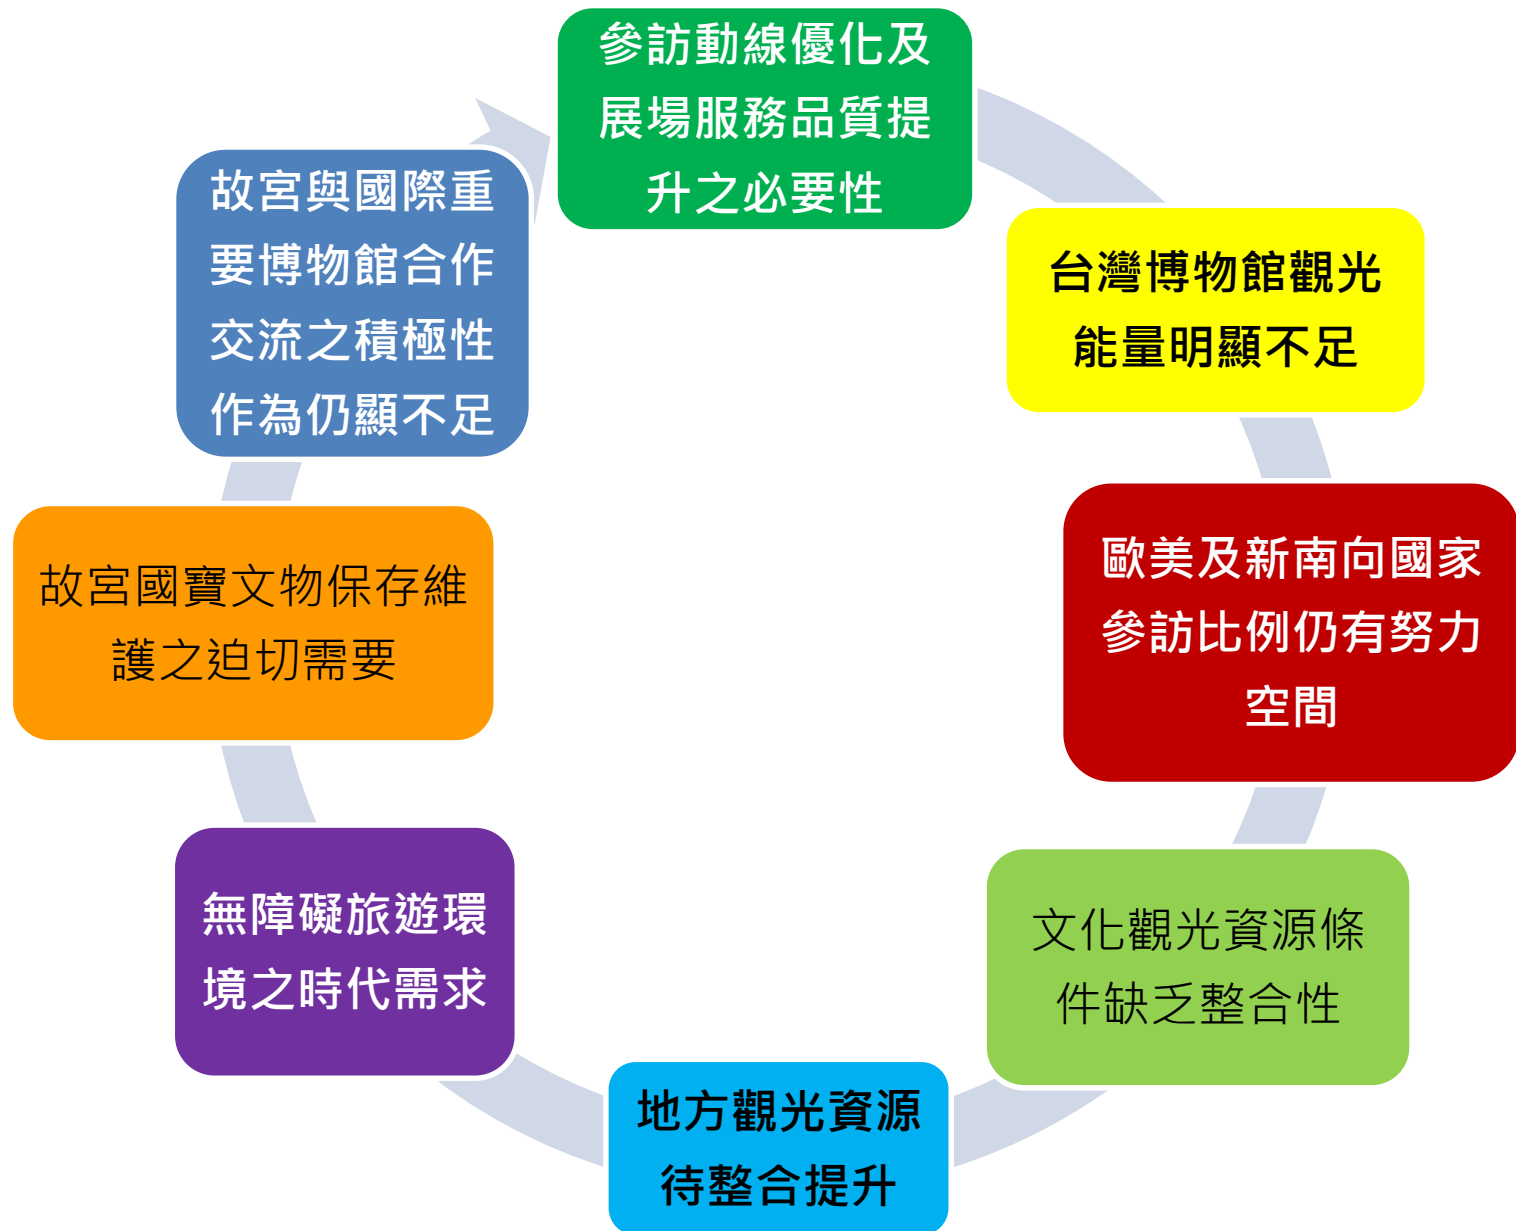 參訪動線優化及
展場服務品質提
升之必要性
台灣博物館觀光
能量明顯不足
歐美及新南向國家
參訪比例仍有努力
空間
文化觀光資源條
件缺乏整合性
地方觀光資源
待整合提升
無障礙旅遊環
境之時代需求
故宮國寶文物保存維
護之迫切需要
故宮與國際重
要博物館合作
交流之積極性
作為仍顯不足